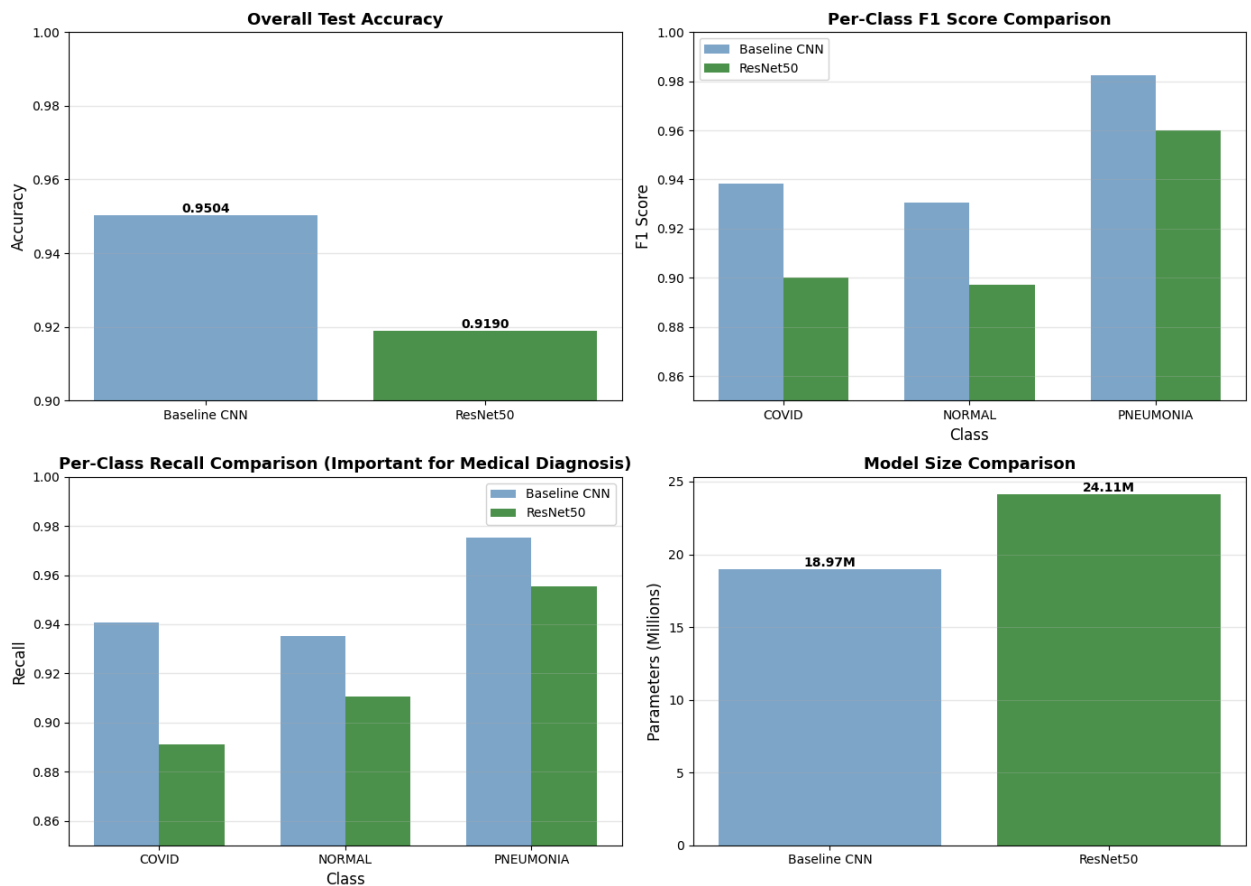 Overall Test Accuracy
1.00
0.98
0.96
0.94
0.92
0.90
Accuracy
0.9504
0.9190
Baseline CNN
ResNet50
Per-Class F1 Score Comparison
1.00
0.98
0.96
0.94
0.92
0.90
0.88
0.86
F1 Score
Baseline CNN
ResNet50
COVID
NORMAL
PNEUMONIA
Class
Per-Class Recall Comparison (Important for Medical Diagnosis)
1.00
0.98
0.96
0.94
0.92
0.90
0.88
0.86
Recall
Baseline CNN
ResNet50
COVID
NORMAL
PNEUMONIA
Class
Model Size Comparison
25
20
15
10
5
0
Parameters (Millions)
18.97M
24.11M
Baseline CNN
ResNet50